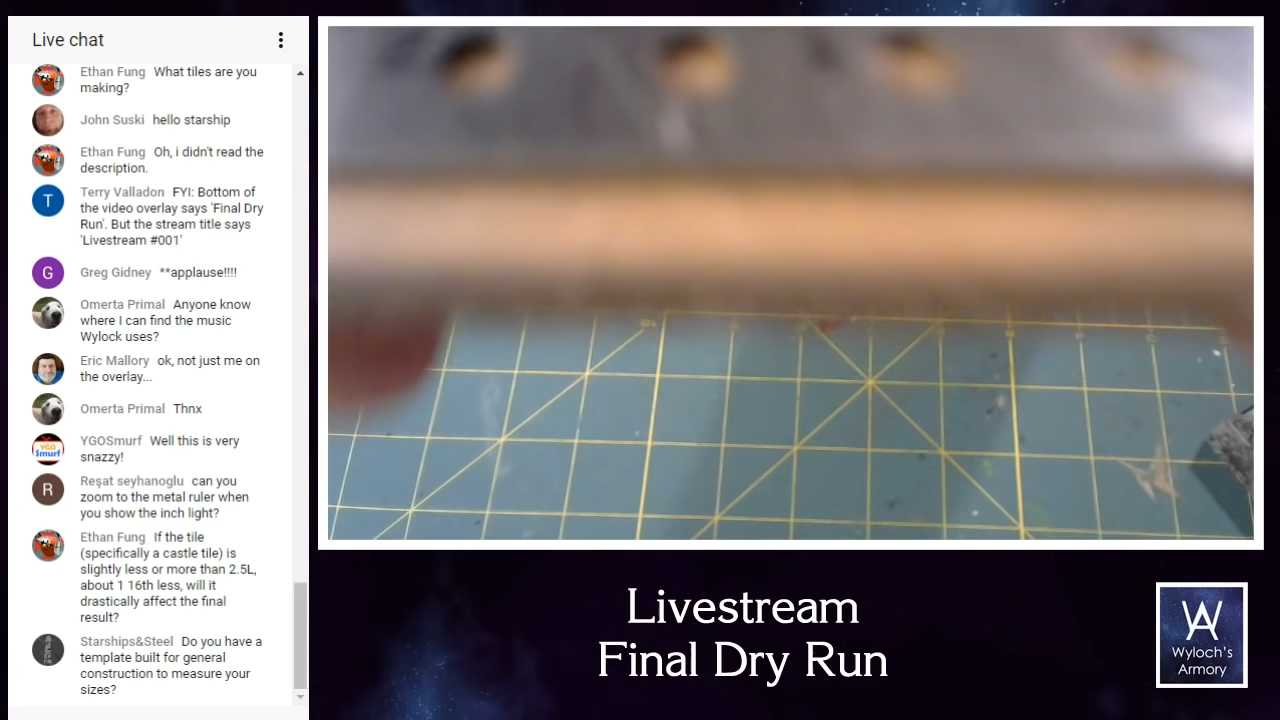 Live chat
Ethan Fung What tiles are you
making?
John Suski hello starship
Ethan Fung Oh, i didn't read the
description.
T
Terry Valladon FYI: Bottom of
the video overlay says 'Final Dry
Run'. But the stream title says
'Livestream #001'
G
Greg Gidney **applause!!!!
Omerta Primal Anyone know
where I can find the music
Wylock uses?
Eric Mallory ok, not just me on
the overlay...
Omerta Primal Thnx
YGO
Smurf
YGOSmurf Well this is very
snazzy!
R
Reşat seyhanoglu can you
zoom to the metal ruler when
you show the inch light?
Ethan Fung If the tile
(specifically a castle tile) is
slightly less or more than 2.5L,
about 1 16th less, will it
drastically affect the final
result?
Starships&Steel Do you have a
template built for general
construction to measure your
sizes?
Livestream
Final Dry Run
WA
Wyloch's
Armory